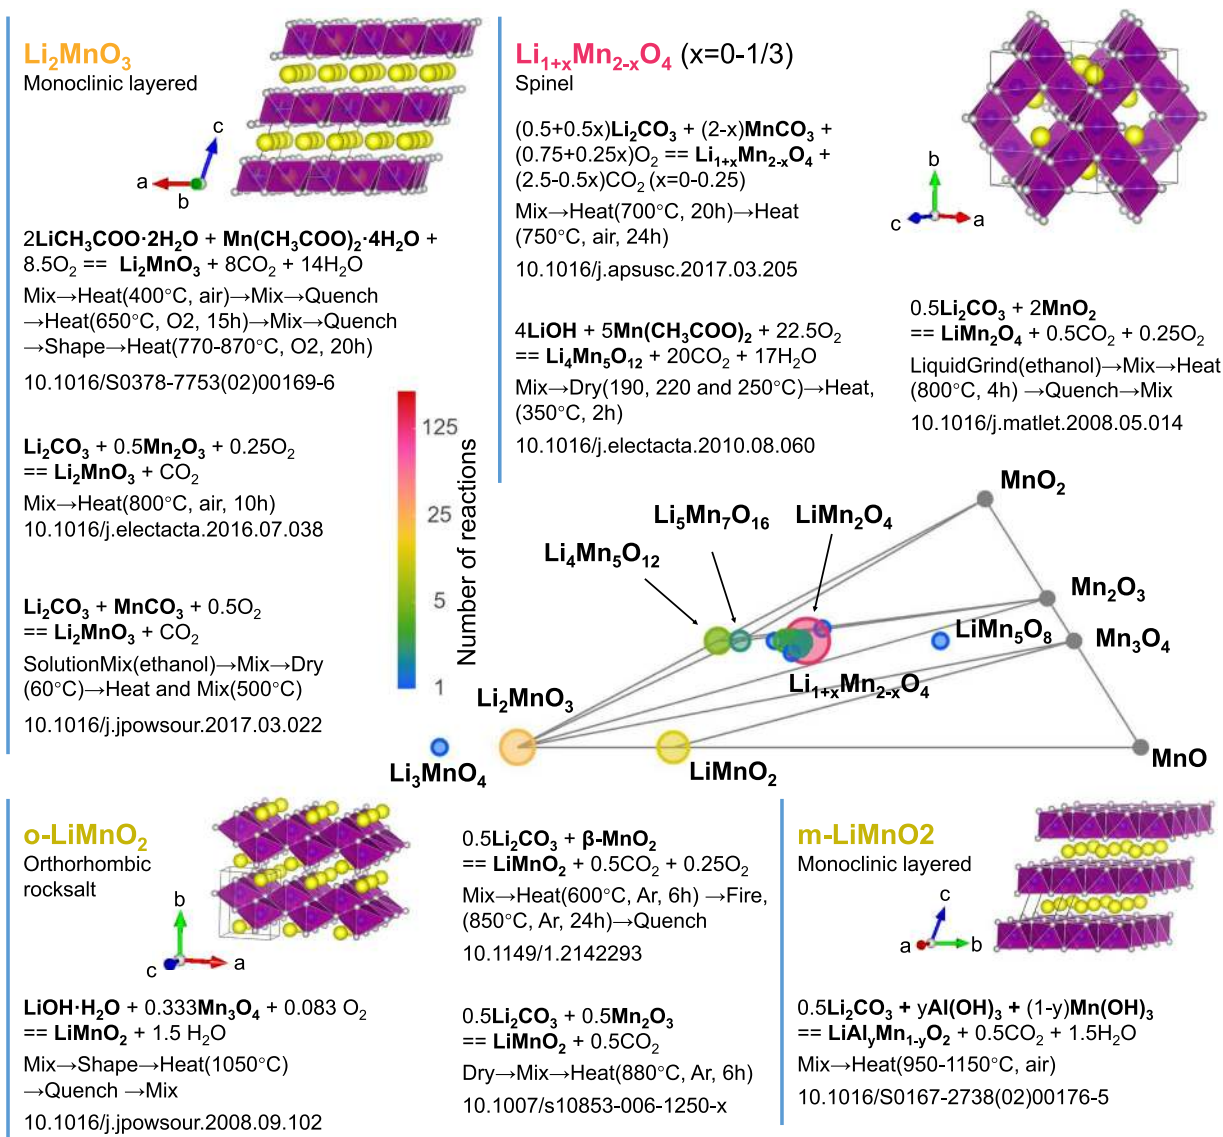 Li₂MnO₃
Monoclinic layered
c
a
b
2LiCH₃COO·2H₂O + Mn(CH₃COO)₂·4H₂O +
8.5O₂ == Li₂MnO₃ + 8CO₂ + 14H₂O
Mix→Heat(400°C, air)→Mix→Quench
→Heat(650°C, O2, 15h)→Mix→Quench
→Shape→Heat(770-870°C, O2, 20h)
10.1016/S0378-7753(02)00169-6
Li₂CO₃ + 0.5Mn₂O₃ + 0.25O₂
== Li₂MnO₃ + CO₂
Mix→Heat(800°C, air, 10h)
10.1016/j.electacta.2016.07.038
Li₂CO₃ + MnCO₃ + 0.5O₂
== Li₂MnO₃ + CO₂
SolutionMix(ethanol)→Mix→Dry
(60°C)→Heat and Mix(500°C)
10.1016/j.jpowsour.2017.03.022
Li₁₊ₓMn₂₋ₓO₄ (x=0-1/3)
Spinel
(0.5+0.5x)Li₂CO₃ + (2-x)MnCO₃ +
(0.75+0.25x)O₂ == Li₁₊ₓMn₂₋ₓO₄ +
(2.5-0.5x)CO₂ (x=0-0.25)
Mix→Heat(700°C, 20h)→Heat
(750°C, air, 24h)
10.1016/j.apsusc.2017.03.205
b
c
a
4LiOH + 5Mn(CH₃COO)₂ + 22.5O₂
== Li₄Mn₅O₁₂ + 20CO₂ + 17H₂O
Mix→Dry(190, 220 and 250°C)→Heat,
(350°C, 2h)
10.1016/j.electacta.2010.08.060
0.5Li₂CO₃ + 2MnO₂
== LiMn₂O₄ + 0.5CO₂ + 0.25O₂
LiquidGrind(ethanol)→Mix→Heat
(800°C, 4h) →Quench→Mix
10.1016/j.matlet.2008.05.014
125
25
5
1
Number of reactions
MnO₂
Li₅Mn₇O₁₆
LiMn₂O₄
Li₄Mn₅O₁₂
Mn₂O₃
LiMn₅O₈
Mn₃O₄
Li₁₊ₓMn₂₋ₓO₄
Li₂MnO₃
Li₃MnO₄
LiMnO₂
MnO
o-LiMnO₂
Orthorhombic
rocksalt
b
c
a
LiOH·H₂O + 0.333Mn₃O₄ + 0.083 O₂
== LiMnO₂ + 1.5 H₂O
Mix→Shape→Heat(1050°C)
→Quench →Mix
10.1016/j.jpowsour.2008.09.102
0.5Li₂CO₃ + β-MnO₂
== LiMnO₂ + 0.5CO₂ + 0.25O₂
Mix→Heat(600°C, Ar, 6h) →Fire,
(850°C, Ar, 24h)→Quench
10.1149/1.2142293
0.5Li₂CO₃ + 0.5Mn₂O₃
== LiMnO₂ + 0.5CO₂
Dry→Mix→Heat(880°C, Ar, 6h)
10.1007/s10853-006-1250-x
m-LiMnO2
Monoclinic layered
c
a
b
0.5Li₂CO₃ + yAl(OH)₃ + (1-y)Mn(OH)₃
== LiAlᵧMn₁₋ᵧO₂ + 0.5CO₂ + 1.5H₂O
Mix→Heat(950-1150°C, air)
10.1016/S0167-2738(02)00176-5